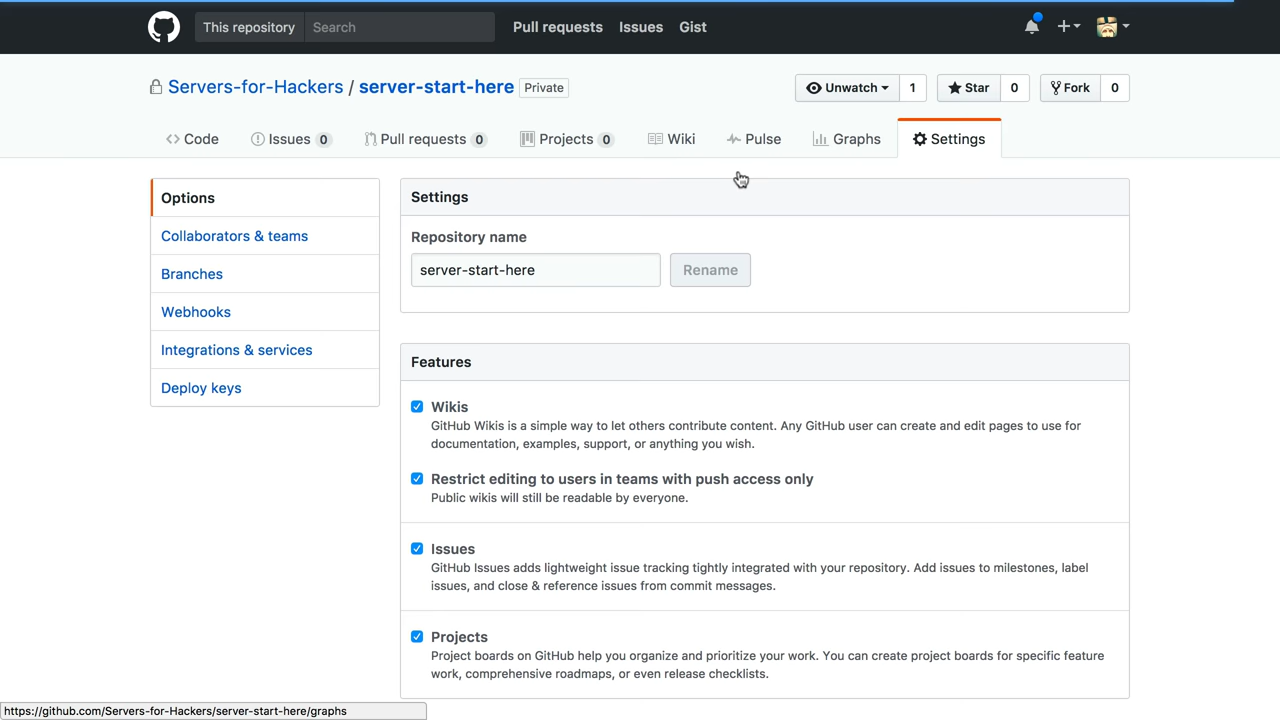 This repository Search Pull requests Issues Gist
Servers-for-Hackers / server-start-here Private Unwatch 1 Star 0 Fork 0
Code Issues 0 Pull requests 0 Projects 0 Wiki Pulse Graphs Settings
Options
Collaborators & teams
Branches
Webhooks
Integrations & services
Deploy keys
Settings
Repository name
server-start-here Rename
Features
Wikis
GitHub Wikis is a simple way to let others contribute content. Any GitHub user can create and edit pages to use for
documentation, examples, support, or anything you wish.
Restrict editing to users in teams with push access only
Public wikis will still be readable by everyone.
Issues
GitHub Issues adds lightweight issue tracking tightly integrated with your repository. Add issues to milestones, label
issues, and close & reference issues from commit messages.
Projects
Project boards on GitHub help you organize and prioritize your work. You can create project boards for specific feature
work, comprehensive roadmaps, or even release checklists.
https://github.com/Servers-for-Hackers/server-start-here/graphs